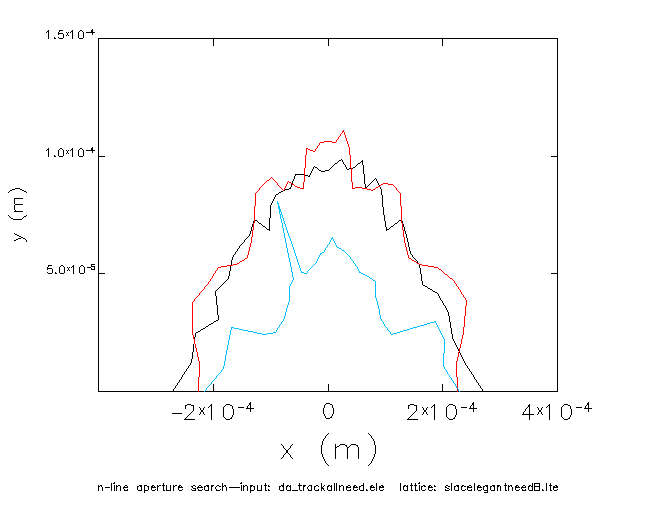 1.5×10⁻⁴
1.0×10⁻⁴
5.0×10⁻⁵
y (m)
−2×10⁻⁴ 0 2×10⁻⁴ 4×10⁻⁴
x (m)
n-line aperture search--input: da_trackallneed.ele lattice: slacelegantneed8.lte